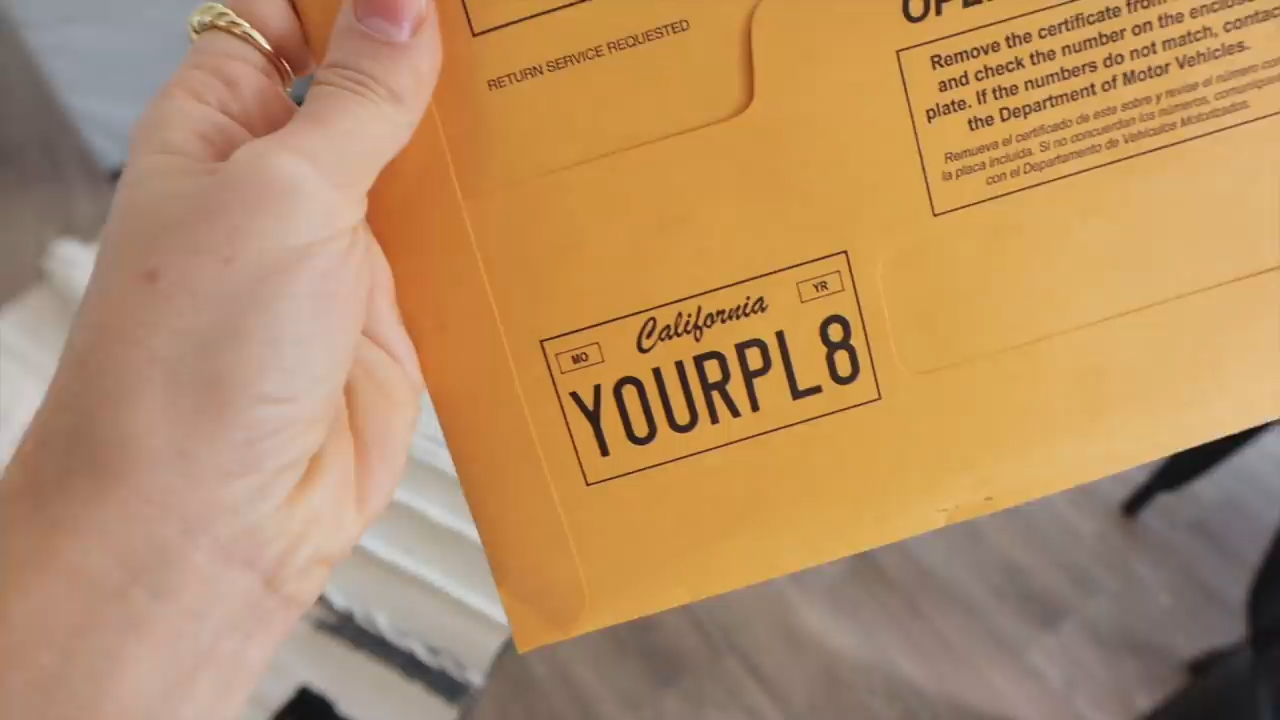 RETURN SERVICE REQUESTED
Remove the certificate from
and check the number on the
plate. If the numbers do not match,
the Department of Motor Vehicles.
Remueva el certificado de este sobre y revise el número
la placa incluida. Si no concuerdan los números,
con el Departamento de Vehículos Motorizados.
California
MO
YR
YOURPL8